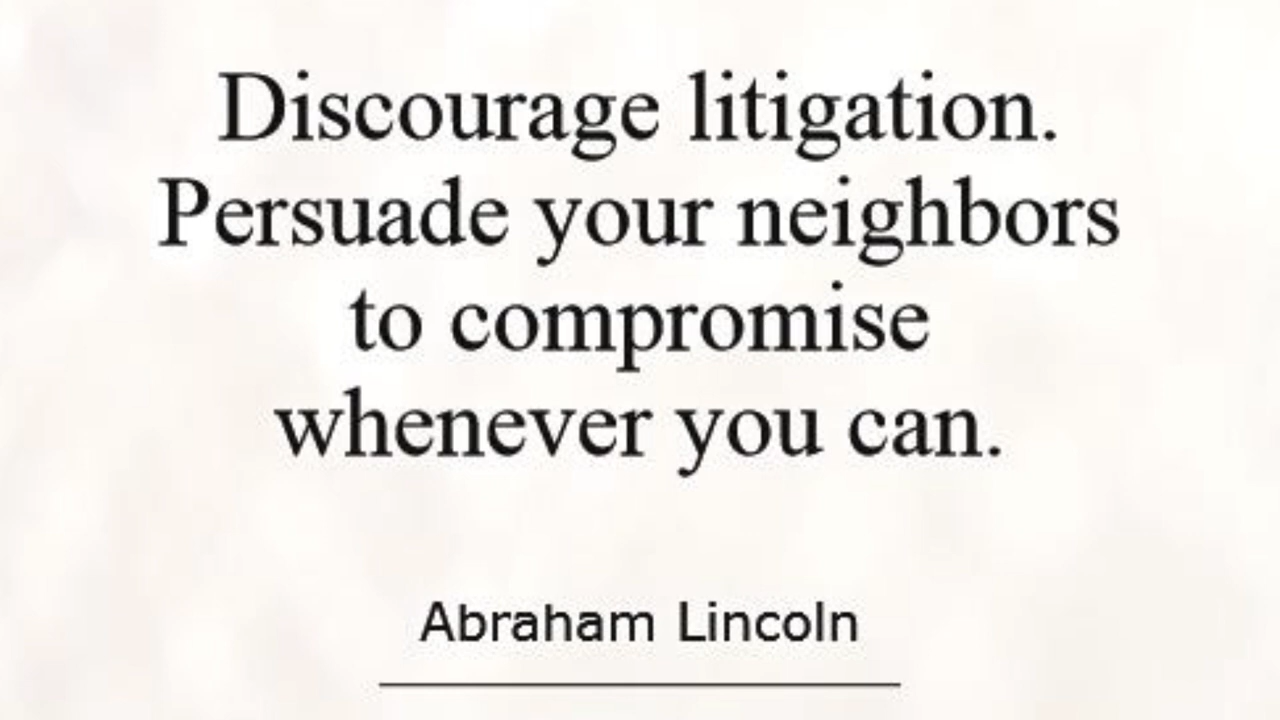 Discourage litigation.
Persuade your neighbors
to compromise
whenever you can.
Abraham Lincoln